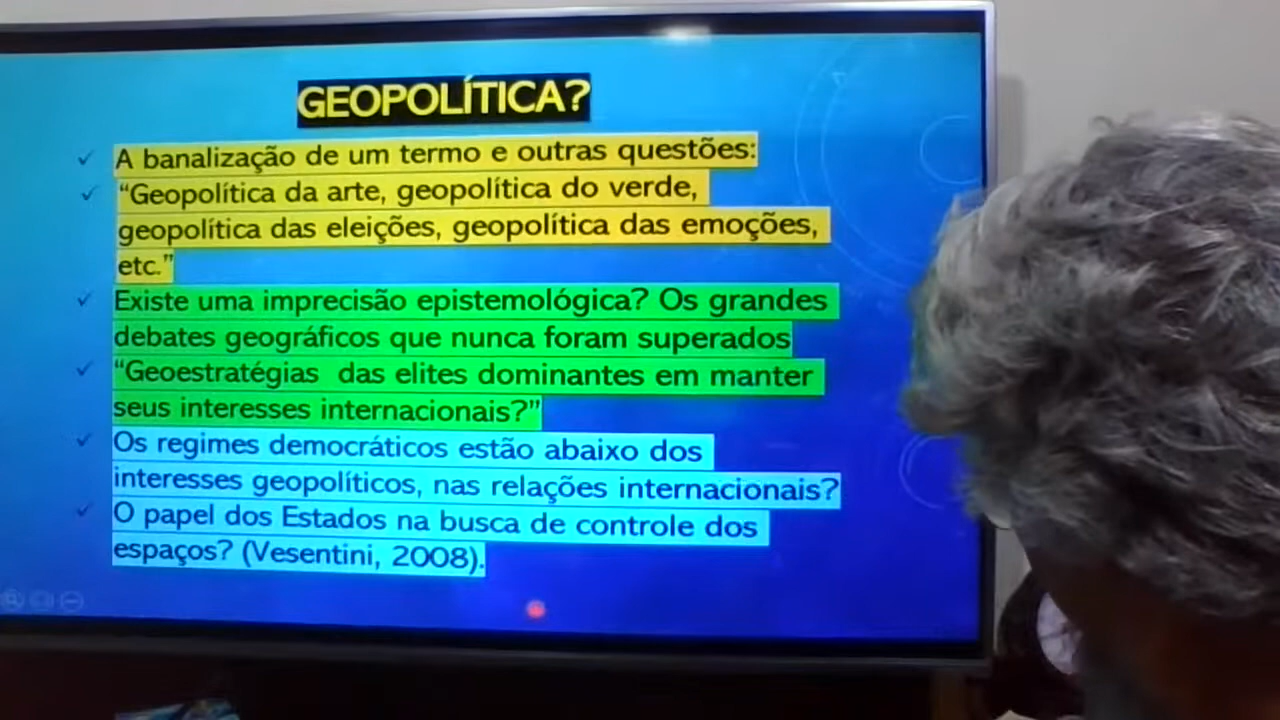 GEOPOLÍTICA?
A banalização de um termo e outras questões:
“Geopolítica da arte, geopolítica do verde,
geopolítica das eleições, geopolítica das emoções,
etc.”
Existe uma imprecisão epistemológica? Os grandes
debates geográficos que nunca foram superados
“Geoestratégias das elites dominantes em manter
seus interesses internacionais?”
Os regimes democráticos estão abaixo dos
interesses geopolíticos, nas relações internacionais?
O papel dos Estados na busca de controle dos
espaços? (Vesentini, 2008).